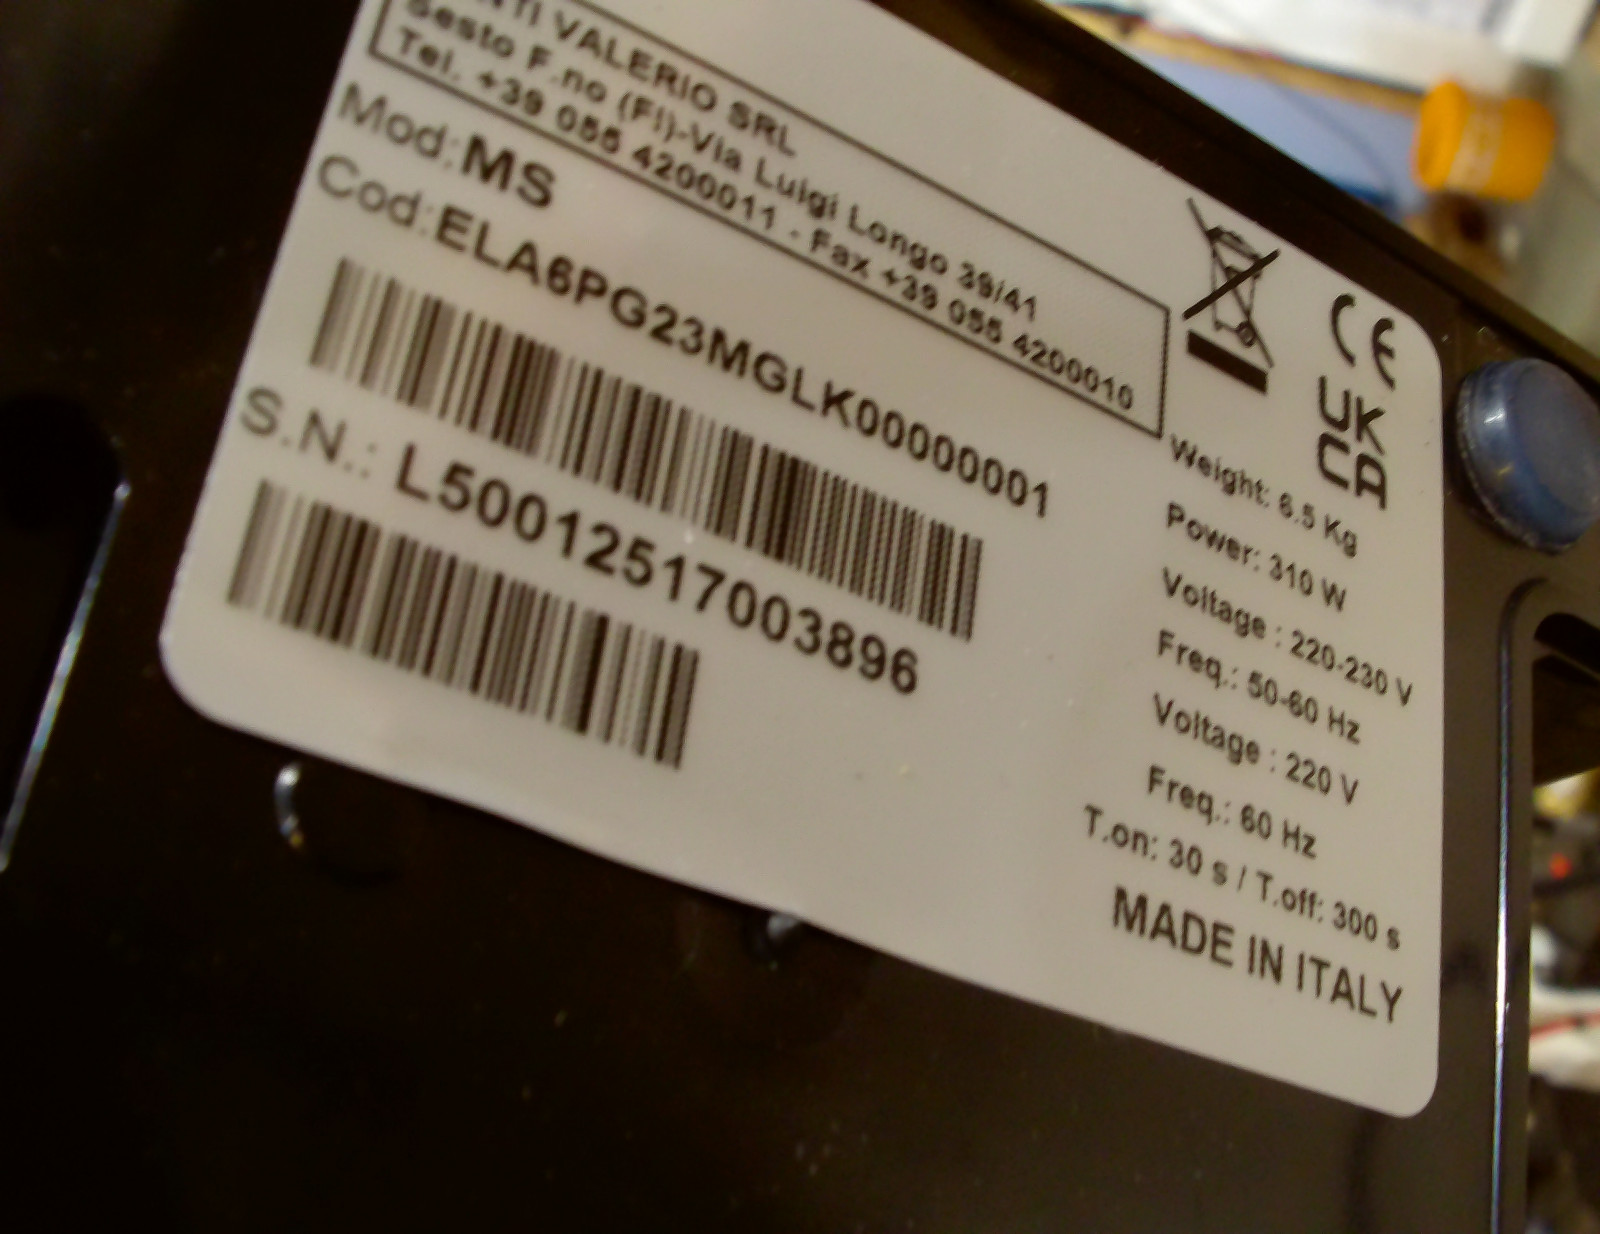 NTI VALERIO SRL
Sesto F.no (FI)-Via Luigi Longo 39/41
Tel. +39 055 4200011 - Fax +39 055 4200010
Mod:MS
Cod:ELA6PG23MGLK00000001
S.N.: L50012517003896
CE
UK
CA
Weight: 6.5 Kg
Power: 310 W
Voltage : 220-230 V
Freq.: 50-60 Hz
Voltage : 220 V
Freq.: 60 Hz
T.on: 30 s / T.off: 300 s
MADE IN ITALY